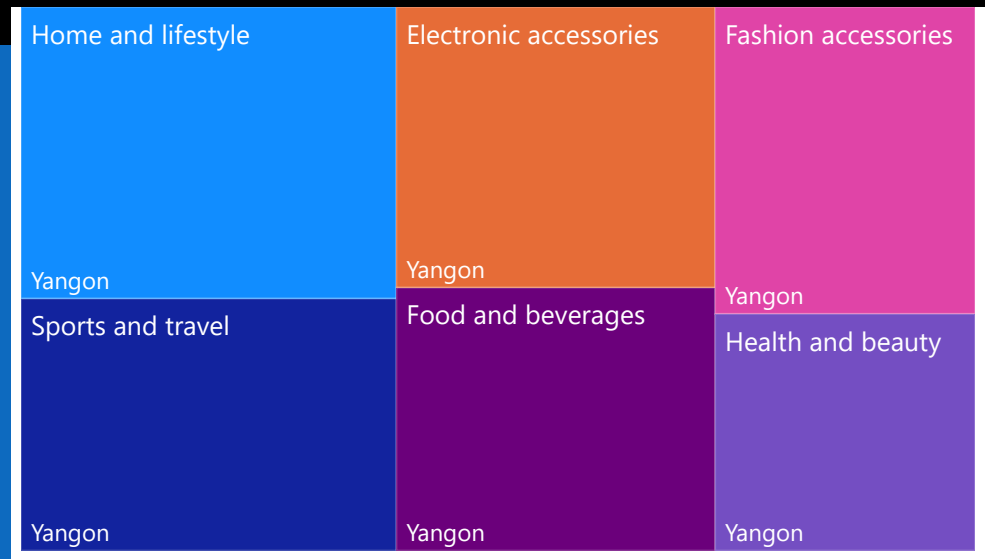 Home and lifestyle
Yangon
Sports and travel
Yangon
Electronic accessories
Yangon
Food and beverages
Yangon
Fashion accessories
Yangon
Health and beauty
Yangon